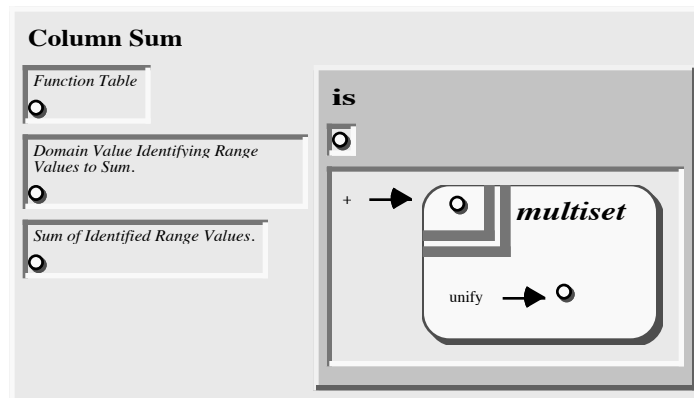 Column Sum
Function Table
Domain Value Identifying Range
Values to Sum.
Sum of Identified Range Values.
is
+
multiset
unify